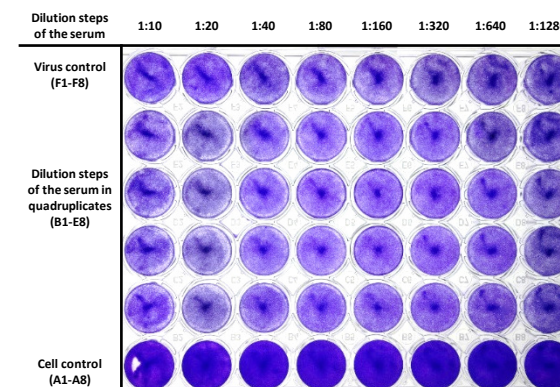 Dilution steps
of the serum
1:10 1:20 1:40 1:80 1:160 1:320 1:640 1:128
Virus control
(F1-F8)
Dilution steps
of the serum in
quadruplicates
(B1-E8)
Cell control
(A1-A8)